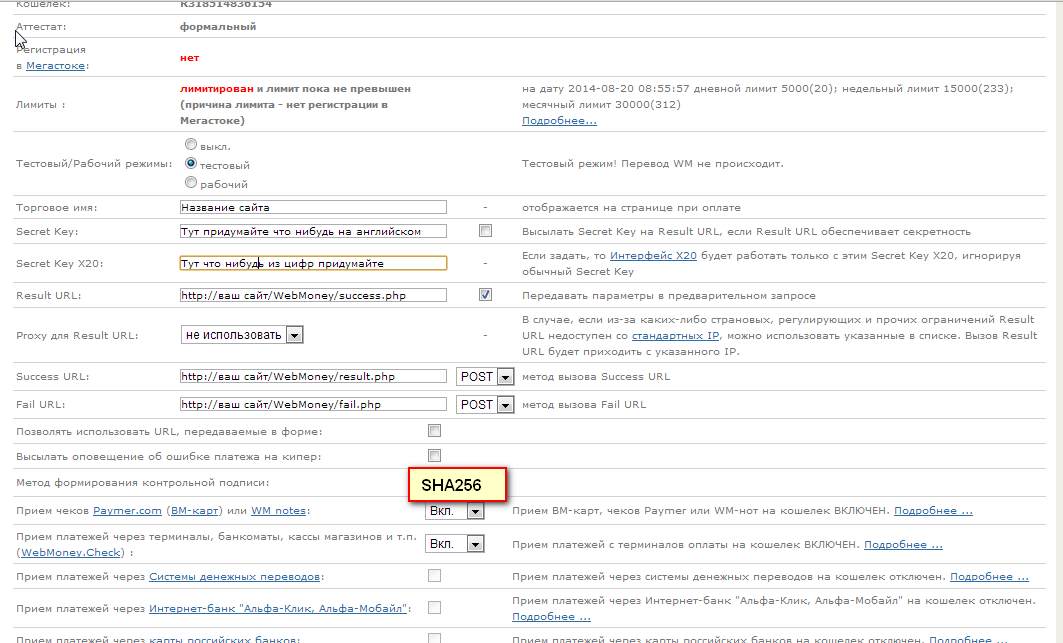 Кошелек: R318514836154
Аттестат: формальный
Регистрация
в Мегастоке: нет
Лимиты : лимитирован и лимит пока не превышен
(причина лимита - нет регистрации в
Мегастоке)
на дату 2014-08-20 08:55:57 дневной лимит 5000(20); недельный лимит 15000(233);
месячный лимит 30000(312)
Подробнее...
Тестовый/Рабочий режимы:
выкл.
тестовый
рабочий
Тестовый режим! Перевод WM не происходит.
Торговое имя: Название сайта - отображается на странице при оплате
Secret Key: Тут придумайте что нибудь на английском Высылать Secret Key на Result URL, если Result URL обеспечивает секретность
Secret Key X20: Тут что нибудь из цифр придумайте -
Если задать, то Интерфейс X20 будет работать только с этим Secret Key X20, игнорируя
обычный Secret Key
Result URL: http://ваш сайт/WebMoney/success.php Передавать параметры в предварительном запросе
Proxy для Result URL: не использовать -
В случае, если из-за каких-либо страновых, регулирующих и прочих ограничений Result
URL недоступен со стандартных IP, можно использовать указанные в списке. Вызов Result
URL будет приходить с указанного IP.
Success URL: http://ваш сайт/WebMoney/result.php POST метод вызова Success URL
Fail URL: http://ваш сайт/WebMoney/fail.php POST метод вызова Fail URL
Позволять использовать URL, передаваемые в форме:
Высылать оповещение об ошибке платежа на кипер:
Метод формирования контрольной подписи: SHA256
Прием чеков Paymer.com (ВМ-карт) или WM notes: Вкл. Прием ВМ-карт, чеков Paymer или WM-нот на кошелек ВКЛЮЧЕН. Подробнее ...
Прием платежей через терминалы, банкоматы, кассы магазинов и т.п.
(WebMoney.Check) : Вкл. Прием платежей с терминалов оплаты на кошелек ВКЛЮЧЕН. Подробнее ...
Прием платежей через Системы денежных переводов: Прием платежей через системы денежных переводов на кошелек отключен. Подробнее ...
Прием платежей через Интернет-банк "Альфа-Клик, Альфа-Мобайл":
Прием платежей через Интернет-банк "Альфа-Клик, Альфа-Мобайл" на кошелек отключен.
Подробнее ...
Прием платежей через карты российских банков: Прием платежей через карты российских банков на кошелек отключен. Подробнее ...